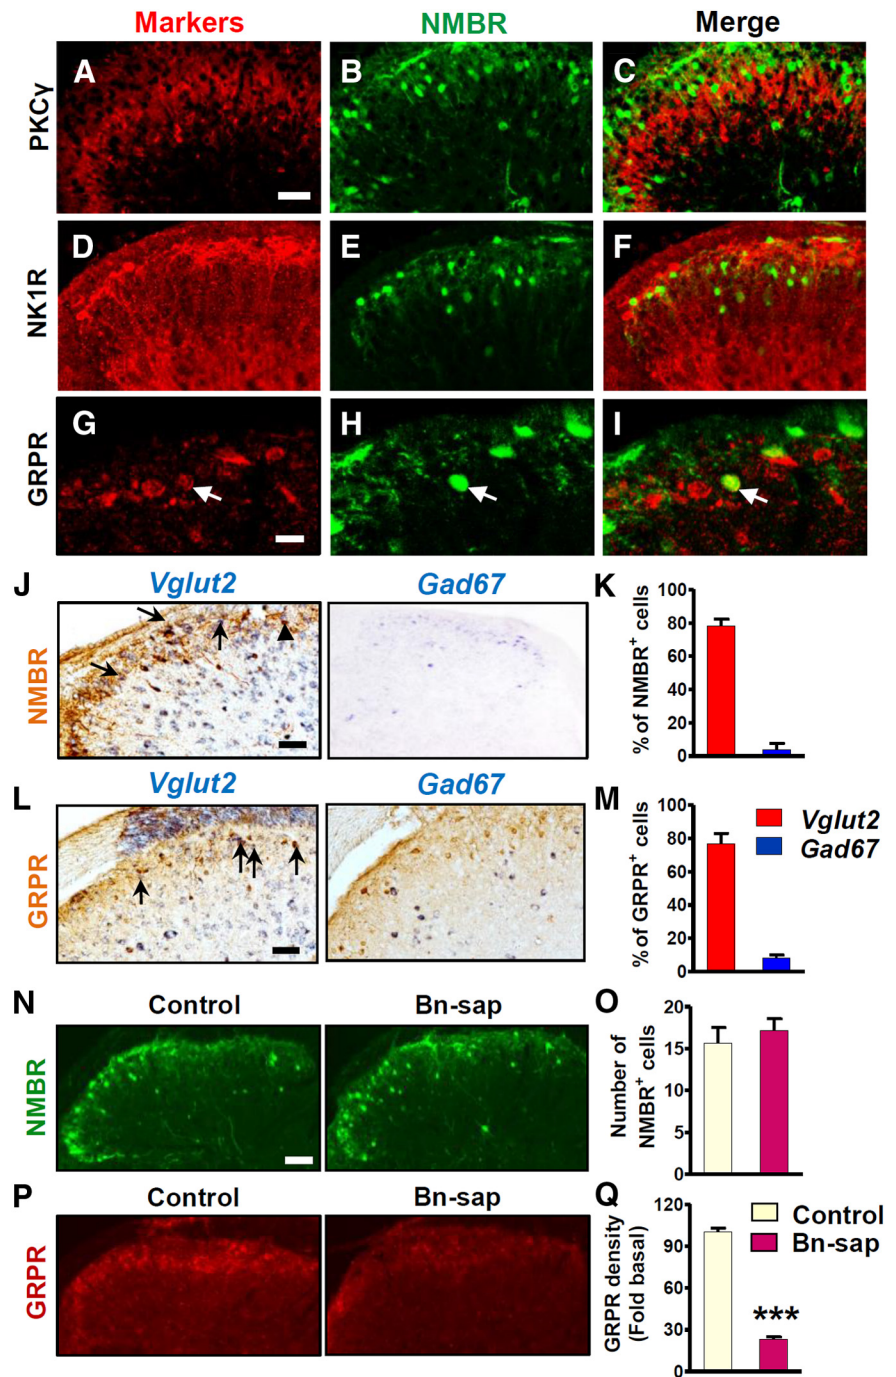 Markers NMBR Merge
PKCγ A B C
NK1R D E F
GRPR G H I
J Vglut2 Gad67 K
NMBR
% of NMBR+ cells
100
80
60
40
20
0
L Vglut2 Gad67 M
GRPR
% of GRPR+ cells
100
80
60
40
20
0
Vglut2
Gad67
N Control Bn-sap O
NMBR
Number of
NMBR+ cells
20
15
10
5
0
P Control Bn-sap Q
GRPR
GRPR density
(Fold basal)
120
90
60
30
0
Control
Bn-sap
***